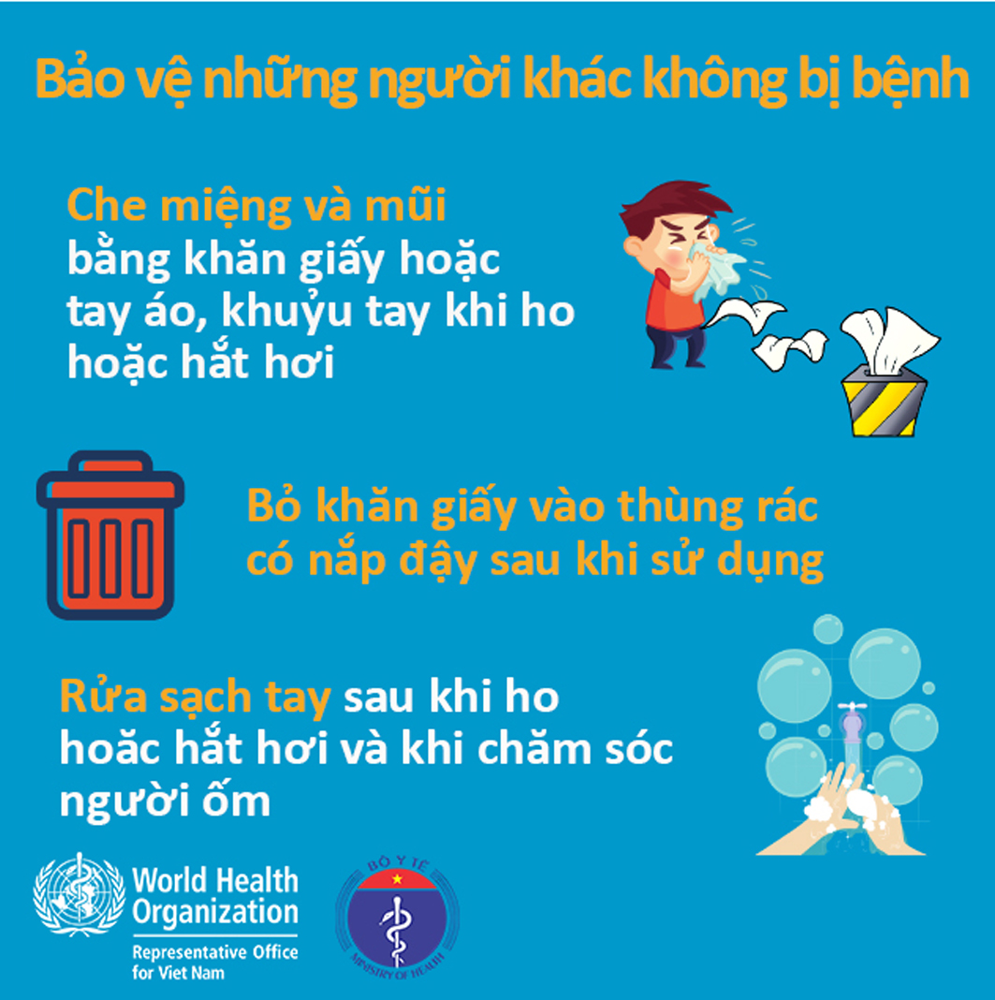 Bảo vệ những người khác không bị bệnh
Che miệng và mũi
bằng khăn giấy hoặc
tay áo, khuỷu tay khi ho
hoặc hắt hơi
Bỏ khăn giấy vào thùng rác
có nắp đậy sau khi sử dụng
Rửa sạch tay sau khi ho
hoăc hắt hơi và khi chăm sóc
người ốm
World Health
Organization
Representative Office
for Viet Nam
BỘ Y TẾ
MINISTRY OF HEALTH